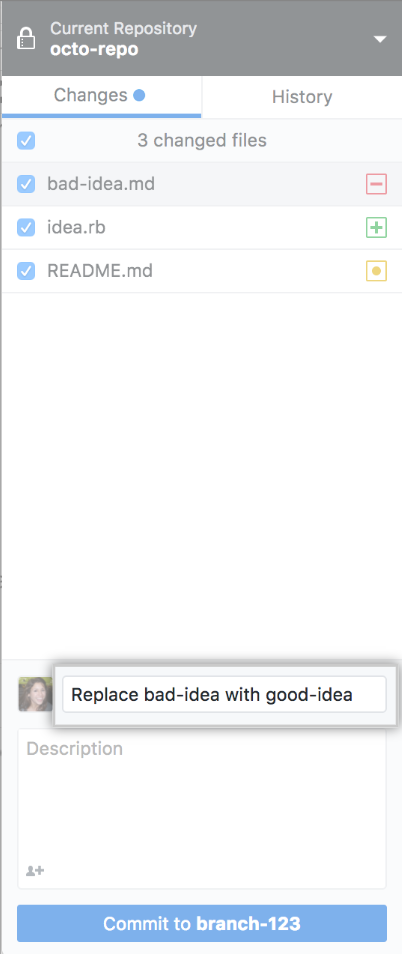 Current Repository
octo-repo
Changes
History
3 changed files
bad-idea.md
idea.rb
README.md
Replace bad-idea with good-idea
Description
Commit to branch-123